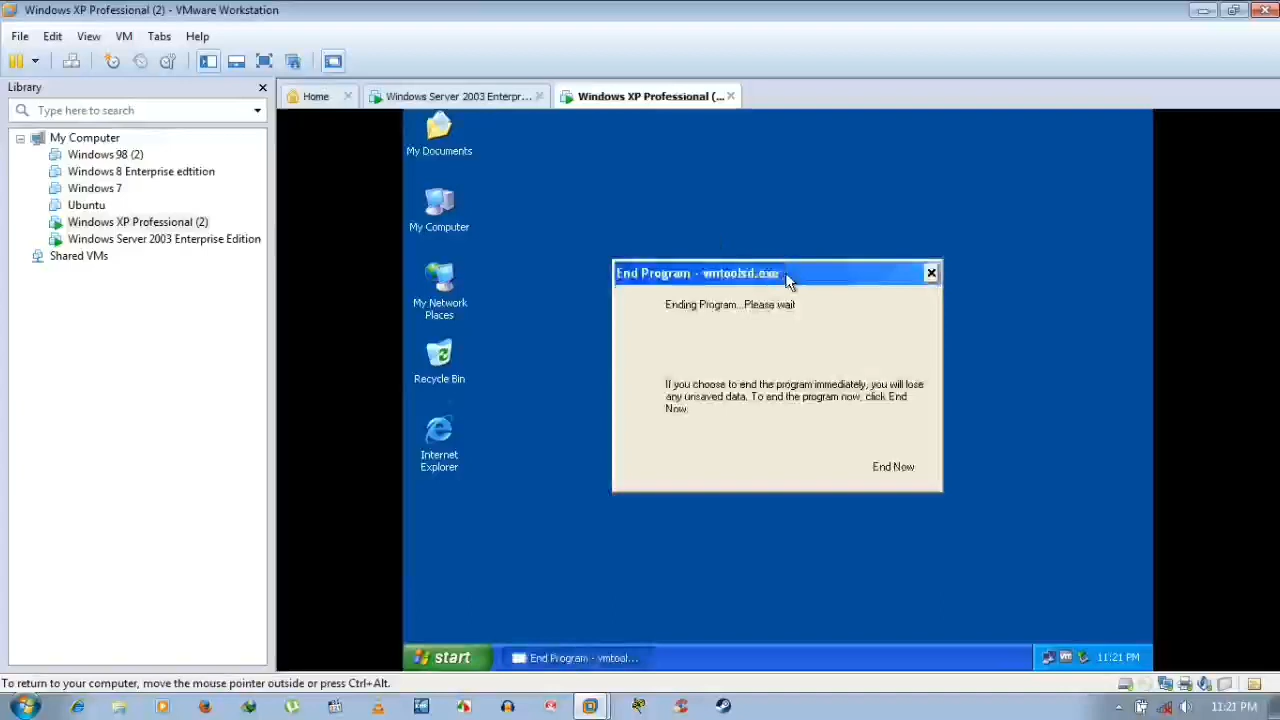 Windows XP Professional (2) - VMware Workstation
File Edit View VM Tabs Help
Library
Type here to search
My Computer
Windows 98 (2)
Windows 8 Enterprise edtition
Windows 7
Ubuntu
Windows XP Professional (2)
Windows Server 2003 Enterprise Edition
Shared VMs
Home
Windows Server 2003 Enterpr...
Windows XP Professional (...
My Documents
My Computer
My Network
Places
Recycle Bin
Internet
Explorer
End Program - vmtoolsd.exe
Ending Program...Please wait
If you choose to end the program immediately, you will lose
any unsaved data. To end the program now, click End
Now.
End Now
start
End Program - vmtool...
11:21 PM
To return to your computer, move the mouse pointer outside or press Ctrl+Alt.
11:21 PM